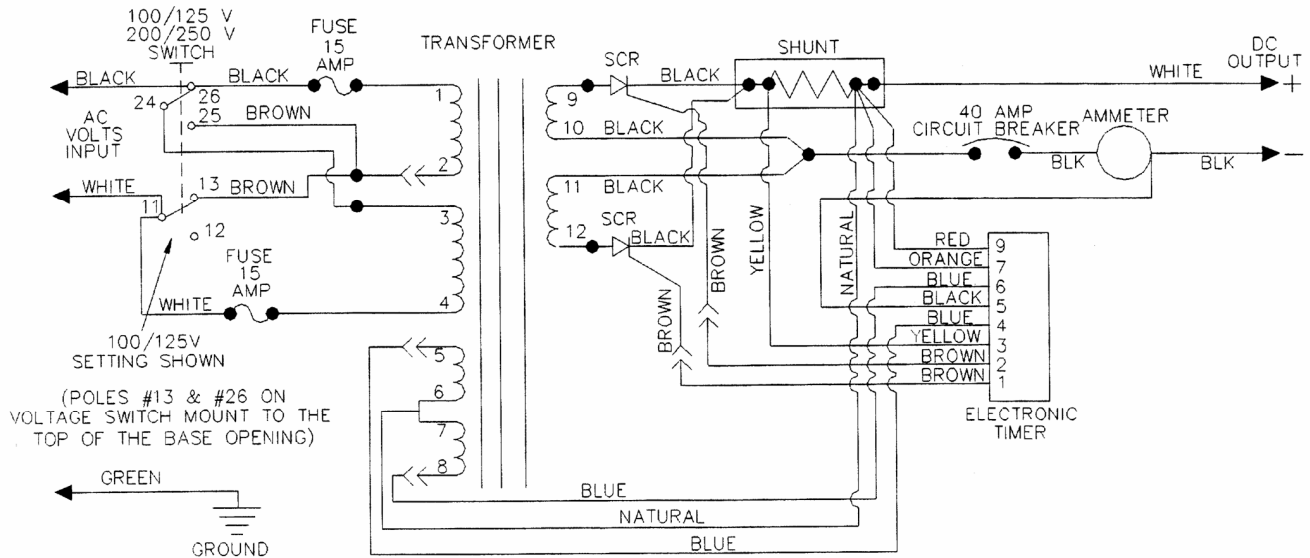 100/125 V
200/250 V
SWITCH
FUSE
15
AMP
TRANSFORMER
SCR
SHUNT
DC
OUTPUT
BLACK
BLACK
BLACK
WHITE
+
24
26
25
BROWN
1
9
10
BLACK
40 AMP
CIRCUIT BREAKER
AMMETER
AC
VOLTS
INPUT
BLK
BLK
—
WHITE
13
BROWN
2
11
BLACK
11
12
3
12
SCR
BLACK
FUSE
15
AMP
WHITE
4
BROWN
BROWN
YELLOW
NATURAL
RED
9
ORANGE
7
BLUE
6
BLACK
5
BLUE
4
YELLOW
3
BROWN
2
BROWN
1
ELECTRONIC
TIMER
100/125V
SETTING SHOWN
(POLES #13 & #26 ON
VOLTAGE SWITCH MOUNT TO THE
TOP OF THE BASE OPENING)
5
6
7
8
GREEN
GROUND
BLUE
NATURAL
BLUE